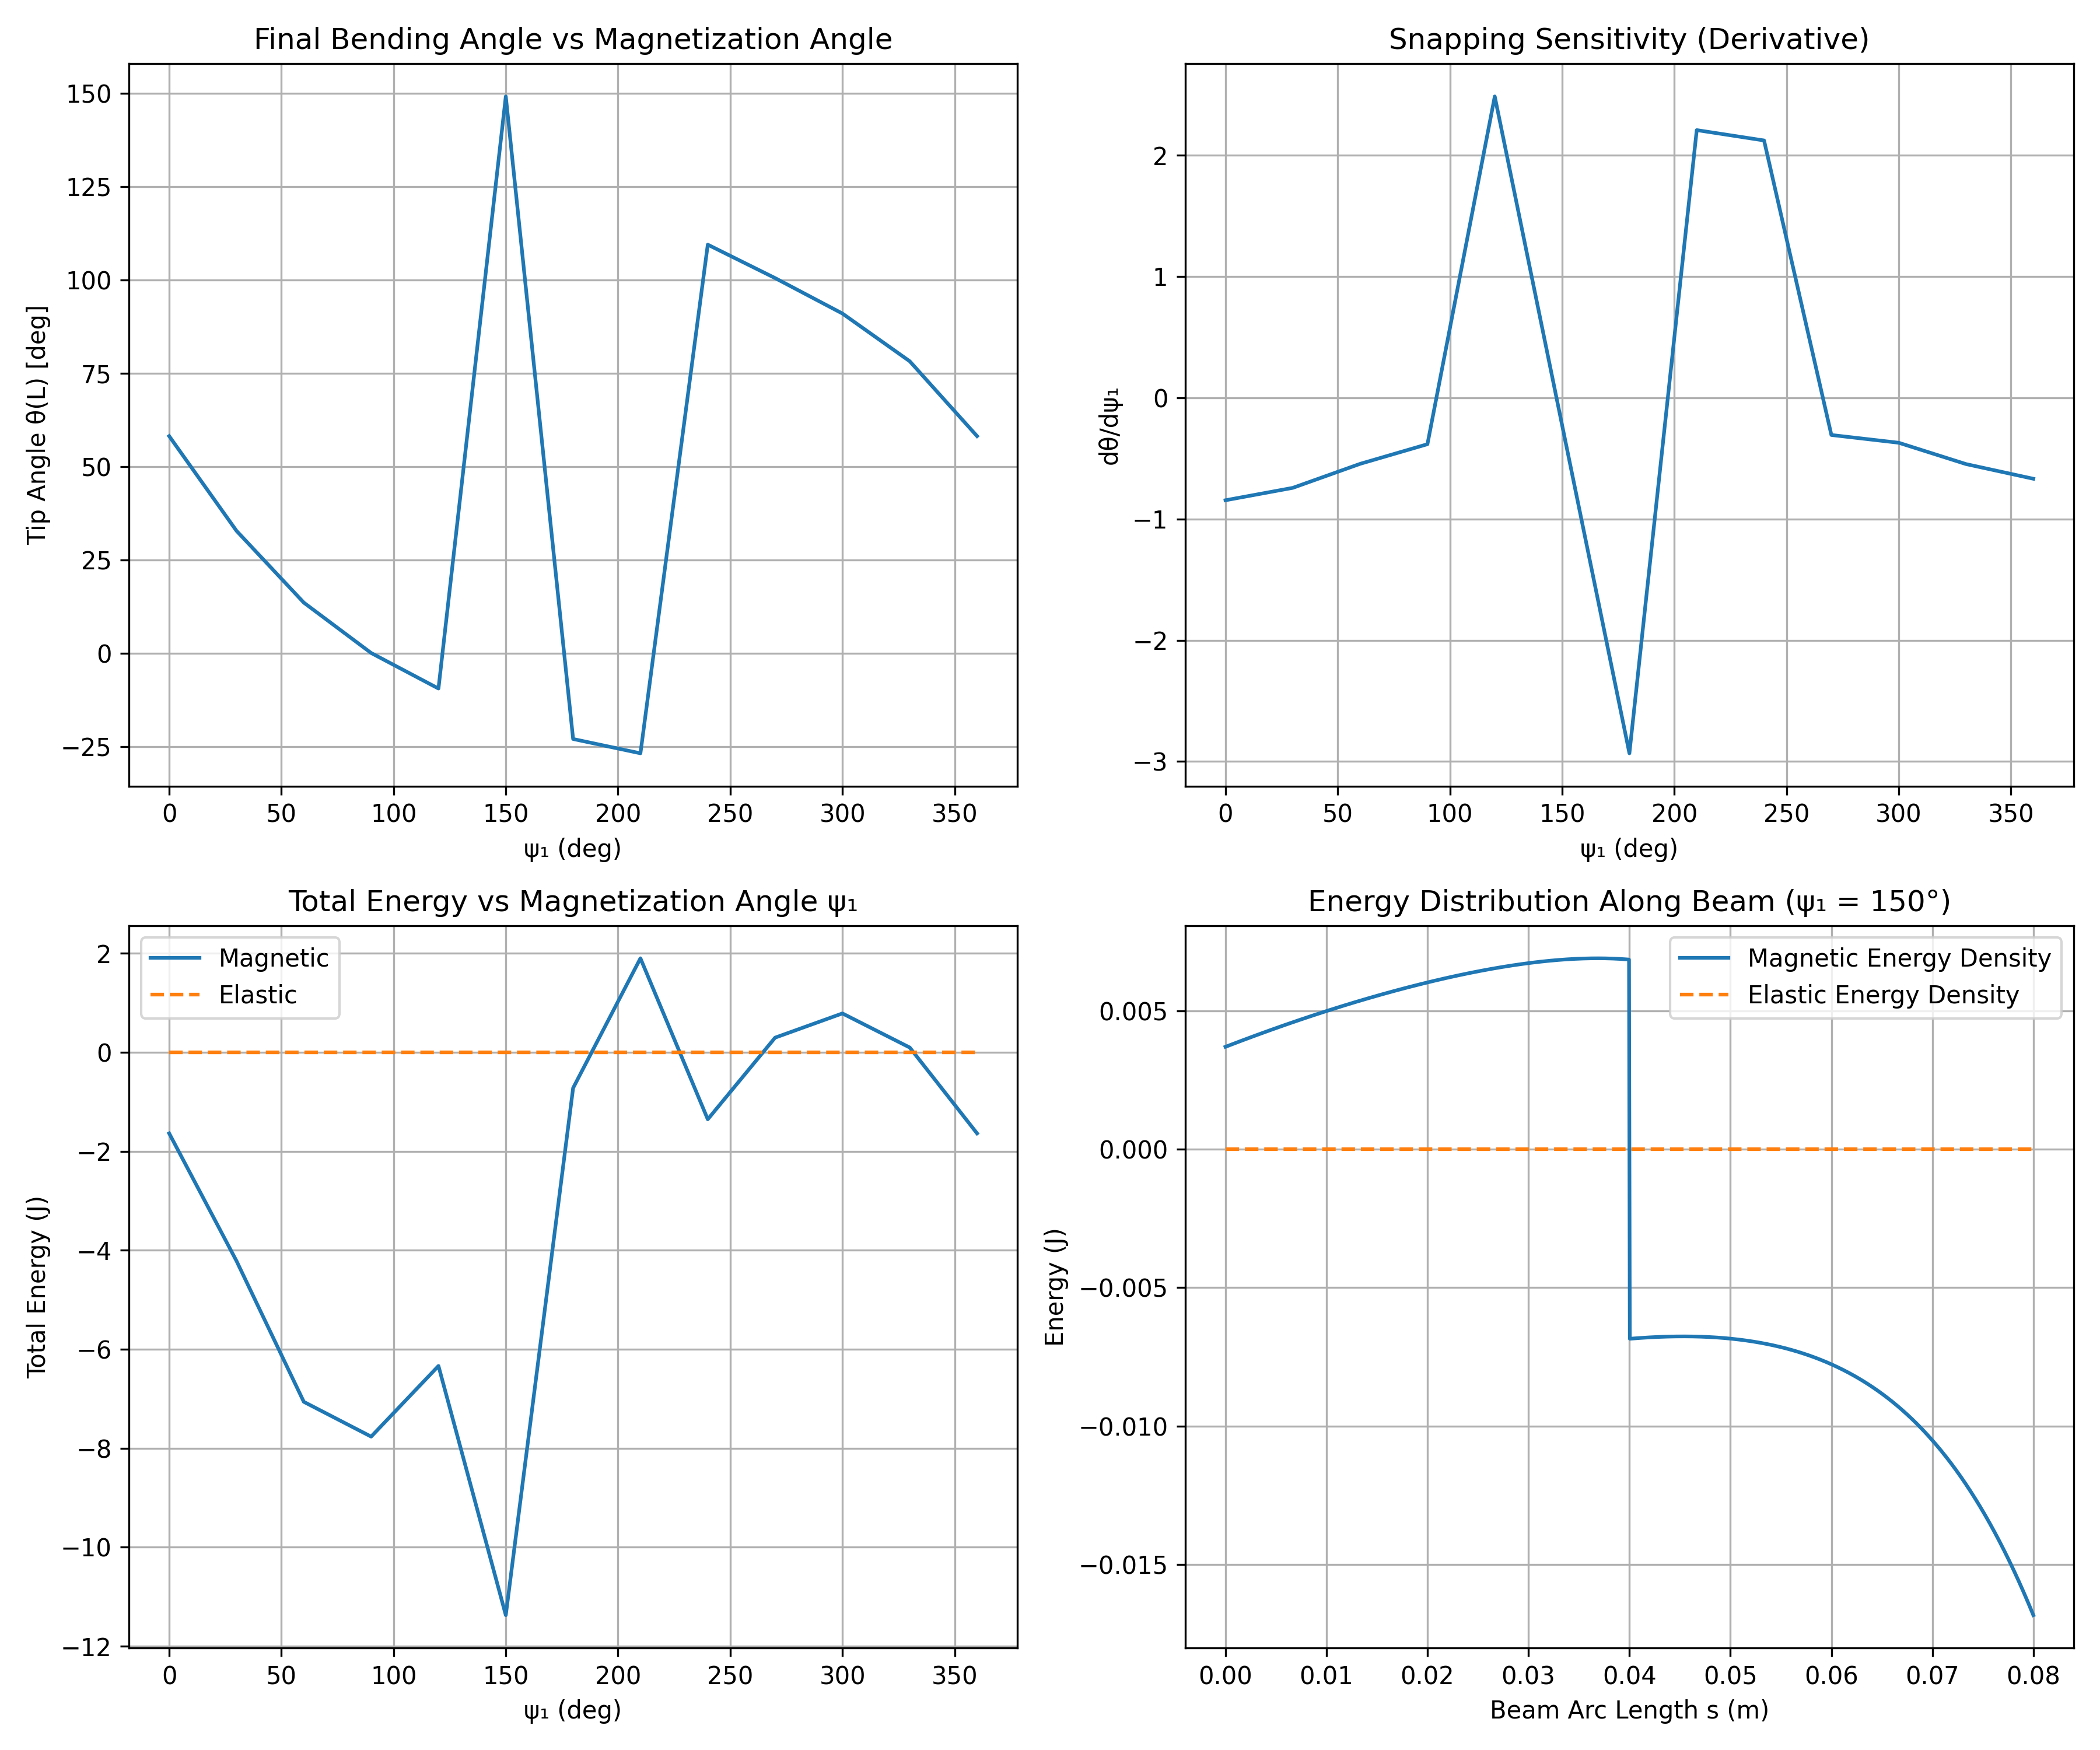 Final Bending Angle vs Magnetization Angle
Tip Angle θ(L) [deg]
150
125
100
75
50
25
0
−25
0 50 100 150 200 250 300 350
ψ₁ (deg)
Snapping Sensitivity (Derivative)
dθ/dψ₁
2
1
0
−1
−2
−3
0 50 100 150 200 250 300 350
ψ₁ (deg)
Total Energy vs Magnetization Angle ψ₁
Magnetic
Elastic
Total Energy (J)
2
0
−2
−4
−6
−8
−10
−12
0 50 100 150 200 250 300 350
ψ₁ (deg)
Energy Distribution Along Beam (ψ₁ = 150°)
Magnetic Energy Density
Elastic Energy Density
Energy (J)
0.005
0.000
−0.005
−0.010
−0.015
0.00 0.01 0.02 0.03 0.04 0.05 0.06 0.07 0.08
Beam Arc Length s (m)